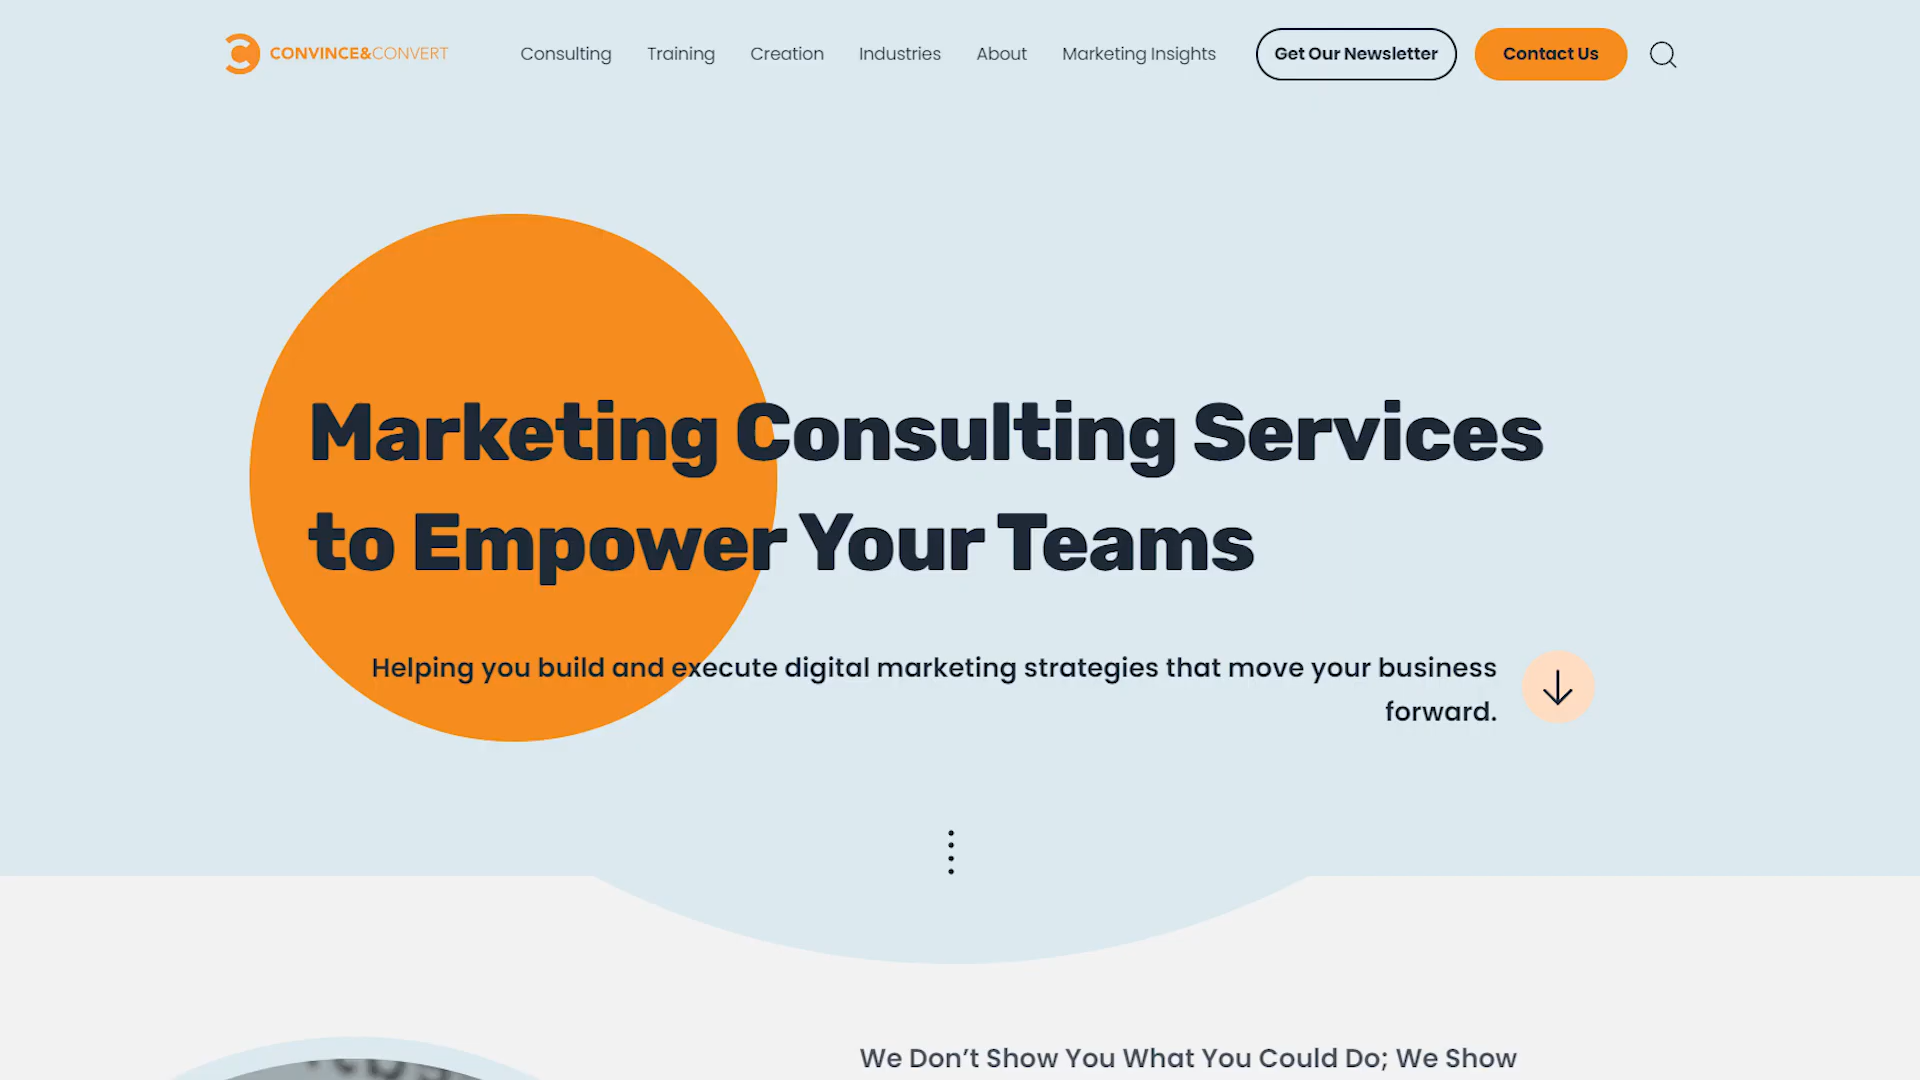 CONVINCE&CONVERT
Consulting
Training
Creation
Industries
About
Marketing Insights
Get Our Newsletter
Contact Us
Marketing Consulting Services
to Empower Your Teams
Helping you build and execute digital marketing strategies that move your business
forward.
We Don’t Show You What You Could Do; We Show